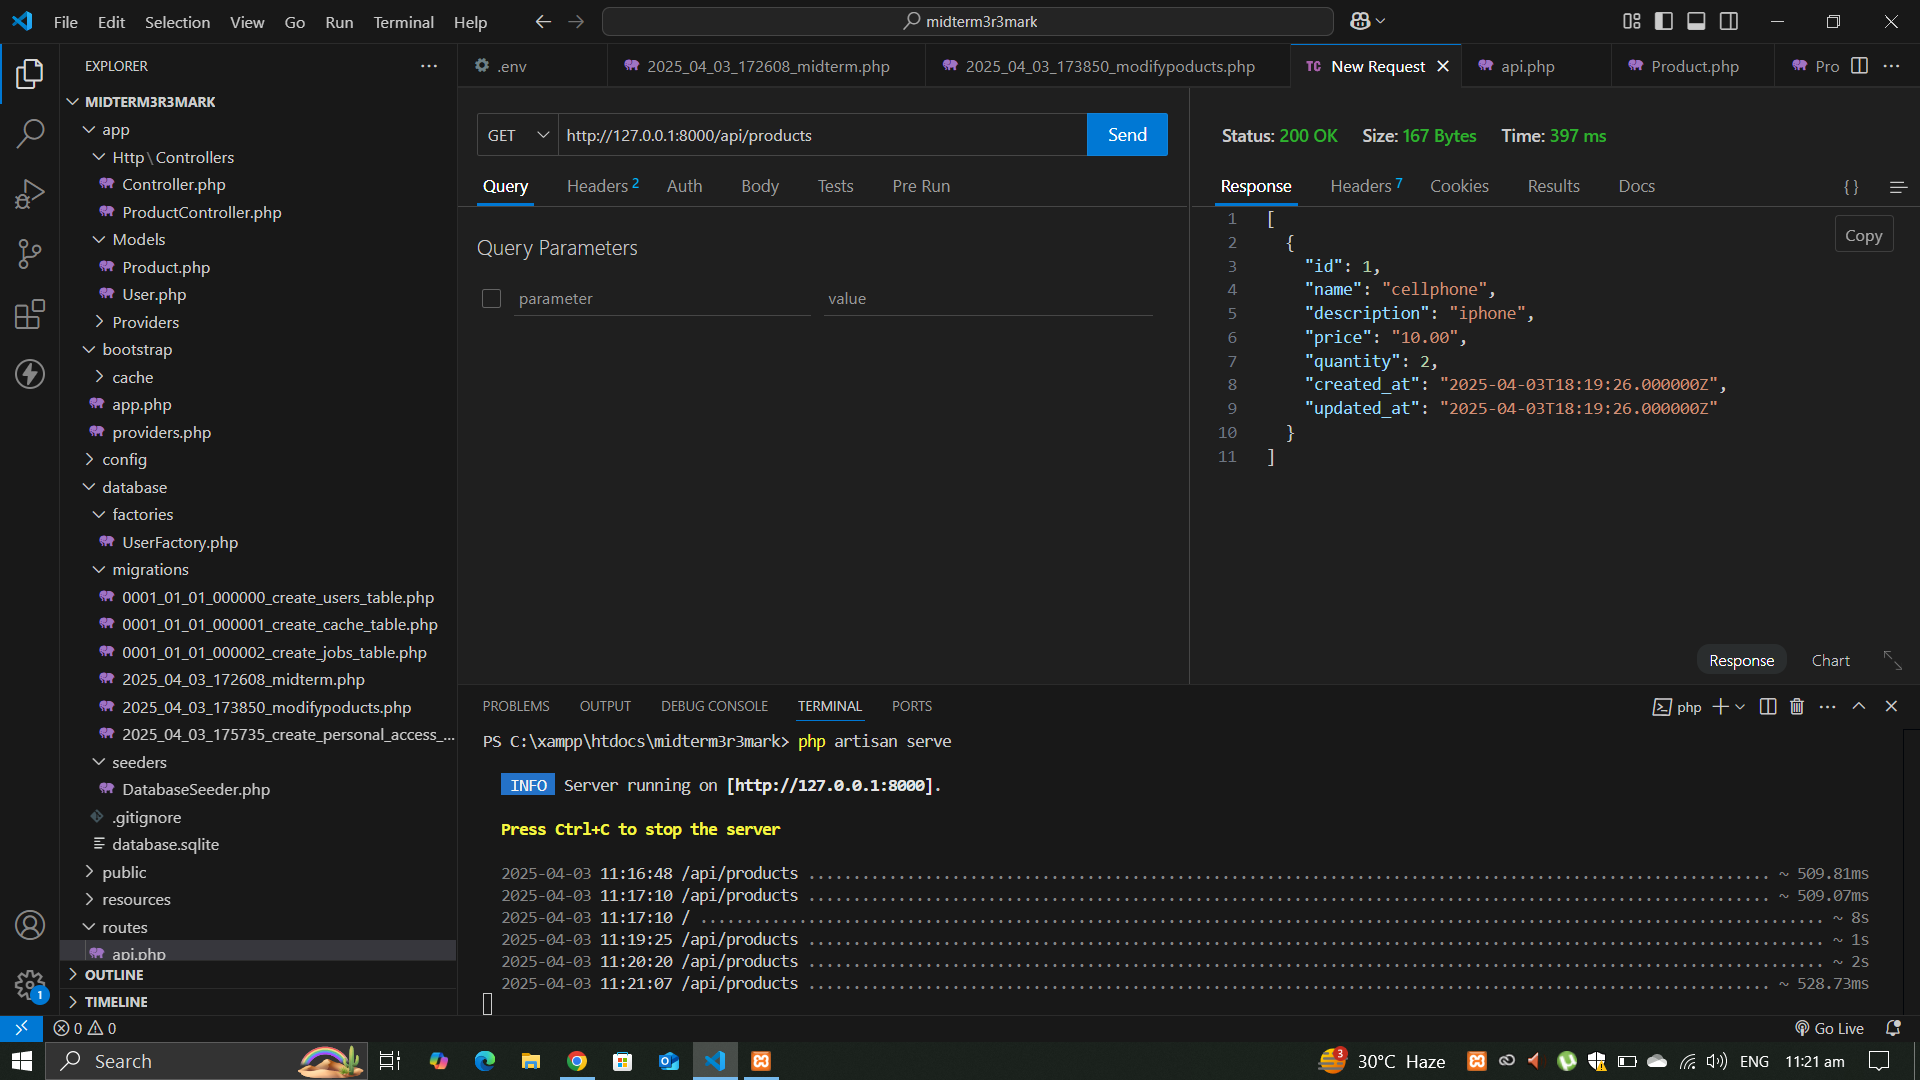 File Edit Selection View Go Run Terminal Help
midterm3r3mark
EXPLORER
MIDTERM3R3MARK
app
Http\Controllers
Controller.php
ProductController.php
Models
Product.php
User.php
Providers
bootstrap
cache
app.php
providers.php
config
database
factories
UserFactory.php
migrations
0001_01_01_000000_create_users_table.php
0001_01_01_000001_create_cache_table.php
0001_01_01_000002_create_jobs_table.php
2025_04_03_172608_midterm.php
2025_04_03_173850_modifypoducts.php
2025_04_03_175735_create_personal_access_...
seeders
DatabaseSeeder.php
.gitignore
database.sqlite
public
resources
routes
api.php
OUTLINE
TIMELINE
.env 2025_04_03_172608_midterm.php 2025_04_03_173850_modifypoducts.php TC New Request api.php Product.php Pro
GET http://127.0.0.1:8000/api/products Send
Query Headers 2 Auth Body Tests Pre Run
Query Parameters
parameter value
Status: 200 OK Size: 167 Bytes Time: 397 ms
Response Headers 7 Cookies Results Docs { }
Copy
1 [
2 {
3 "id": 1,
4 "name": "cellphone",
5 "description": "iphone",
6 "price": "10.00",
7 "quantity": 2,
8 "created_at": "2025-04-03T18:19:26.000000Z",
9 "updated_at": "2025-04-03T18:19:26.000000Z"
10 }
11 ]
Response Chart
PROBLEMS OUTPUT DEBUG CONSOLE TERMINAL PORTS
php
PS C:\xampp\htdocs\midterm3r3mark> php artisan serve
INFO Server running on [http://127.0.0.1:8000].
Press Ctrl+C to stop the server
2025-04-03 11:16:48 /api/products ~ 509.81ms
2025-04-03 11:17:10 /api/products ~ 509.07ms
2025-04-03 11:17:10 / ~ 8s
2025-04-03 11:19:25 /api/products ~ 1s
2025-04-03 11:20:20 /api/products ~ 2s
2025-04-03 11:21:07 /api/products ~ 528.73ms
1
0 0
Go Live
Search
3
30°C Haze
ENG 11:21 am